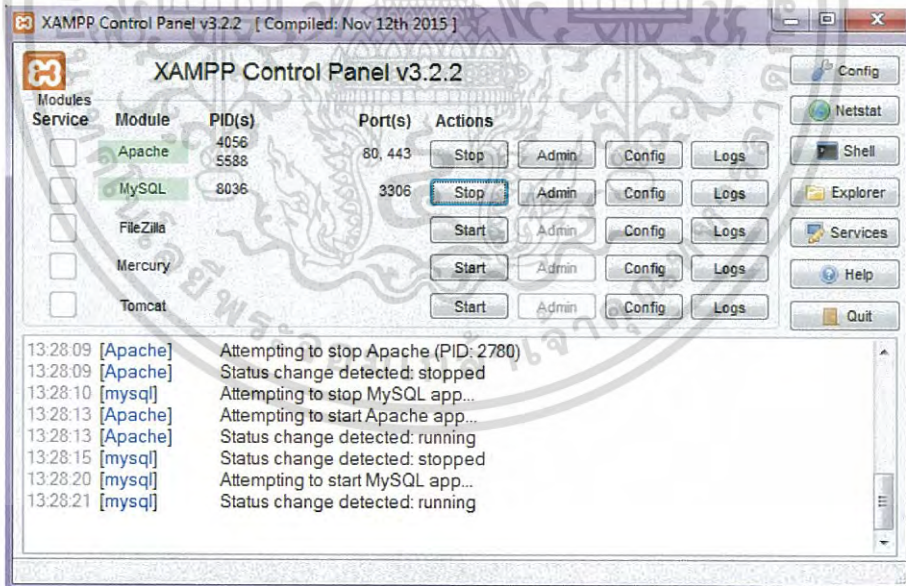 XAMPP Control Panel v3.2.2 [ Compiled: Nov 12th 2015 ]
XAMPP Control Panel v3.2.2
Config
Modules
Service Module PID(s) Port(s) Actions
Netstat
Apache 4056 5588 80, 443 Stop Admin Config Logs
Shell
MySQL 8036 3306 Stop Admin Config Logs
Explorer
FileZilla Start Admin Config Logs
Services
Mercury Start Admin Config Logs
Help
Tomcat Start Admin Config Logs
Quit
13:28:09 [Apache] Attempting to stop Apache (PID: 2780)
13:28:09 [Apache] Status change detected: stopped
13:28:10 [mysql] Attempting to stop MySQL app...
13:28:13 [Apache] Attempting to start Apache app...
13:28:13 [Apache] Status change detected: running
13:28:15 [mysql] Status change detected: stopped
13:28:20 [mysql] Attempting to start MySQL app...
13:28:21 [mysql] Status change detected: running